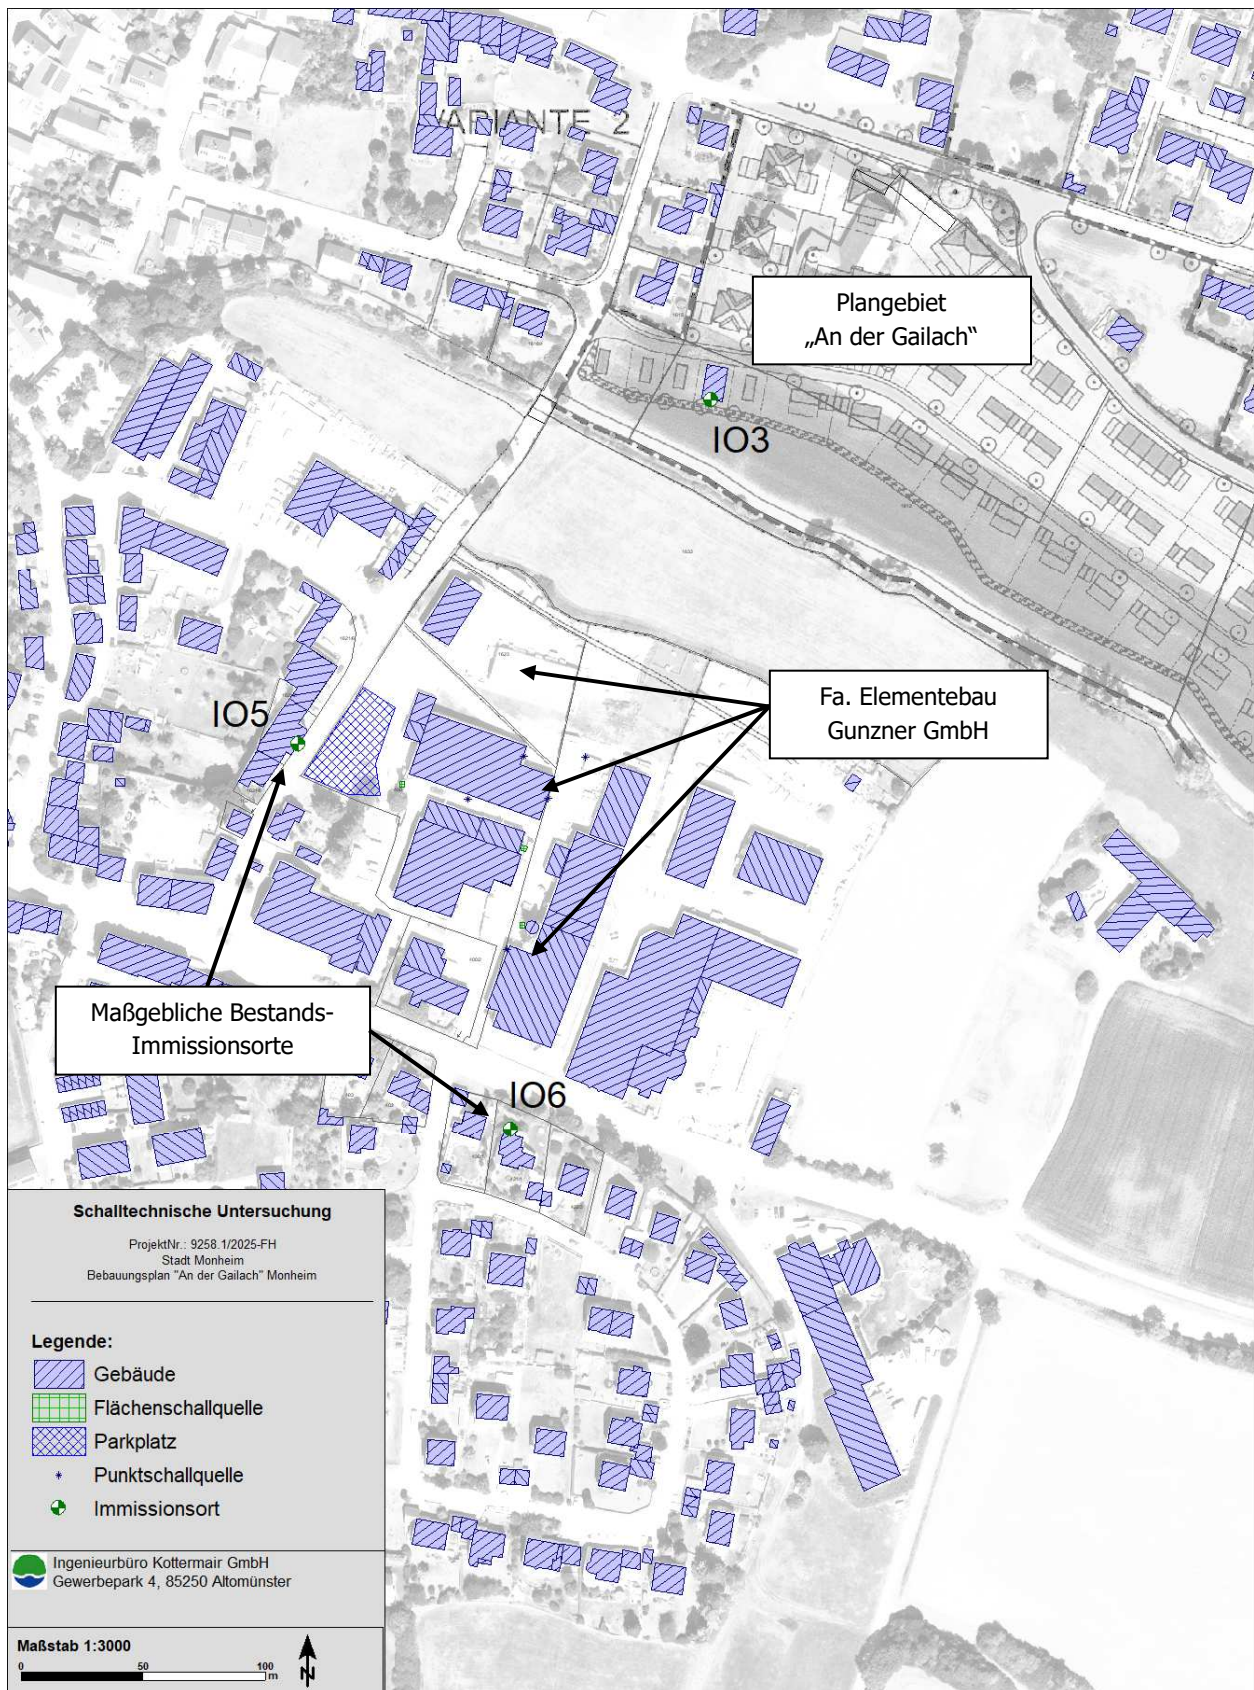 VARIANTE 2
Plangebiet
„An der Gailach“
IO3
Fa. Elementebau
Gunzner GmbH
IO5
Maßgebliche Bestands-
Immissionsorte
IO6
Schalltechnische Untersuchung
ProjektNr.: 9258.1/2025-FH
Stadt Monheim
Bebauungsplan "An der Gailach" Monheim
Legende:
Gebäude
Flächenschallquelle
Parkplatz
Punktschallquelle
Immissionsort
Ingenieurbüro Kottermair GmbH
Gewerbepark 4, 85250 Altomünster
Maßstab 1:3000
0 50 100
m
N